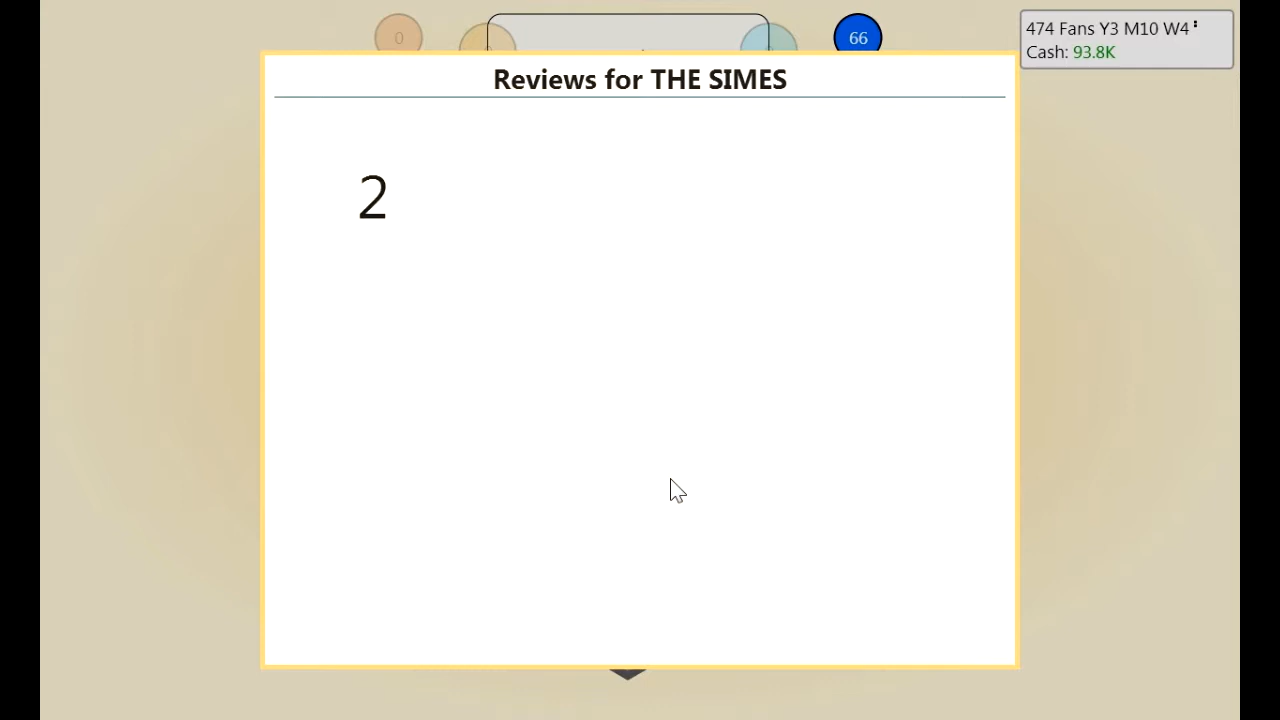 0
66
474 Fans Y3 M10 W4
Cash: 93.8K
Reviews for THE SIMES
2